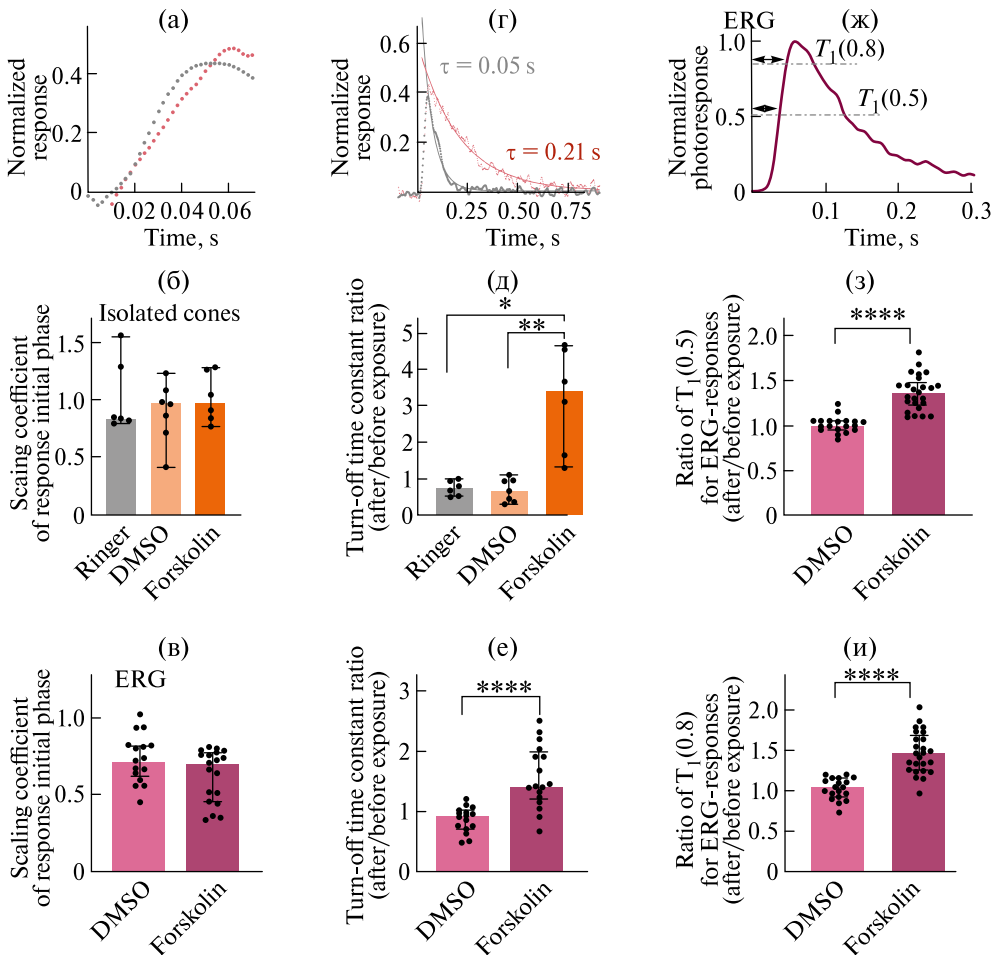 (а)
Normalized
response
0.4
0.2
0
0.02
0.04
0.06
Time, s
(г)
Normalized
response
0.6
0.4
0.2
0
τ = 0.05 s
τ = 0.21 s
0.25
0.50
0.75
Time, s
(ж)
ERG
Normalized
photoresponse
1.0
0.5
0
T1(0.8)
T1(0.5)
0.1
0.2
0.3
Time, s
(б)
Isolated cones
Scaing coefficient
of response initial phase
1.5
1.0
0.5
Ringer
DMSO
Forskolin
(д)
Turn-off time constant ratio
(after/before exposure)
5
4
3
2
1
0
*
**
Ringer
DMSO
Forskolin
(з)
Ratio of T1(0.5)
for ERG-responses
(after/before exposure)
2.0
1.5
1.0
0.5
****
DMSO
Forskolin
(в)
ERG
Scaling coefficient
of response initial phase
1.0
0.5
0
DMSO
Forskolin
(е)
Turn-off time constant ratio
(after/before exposure)
3
2
1
0
****
DMSO
Forskolin
(и)
Ratio of T1(0.8)
for ERG-responses
(after/before exposure)
2.0
1.5
1.0
0.5
0
****
DMSO
Forskolin